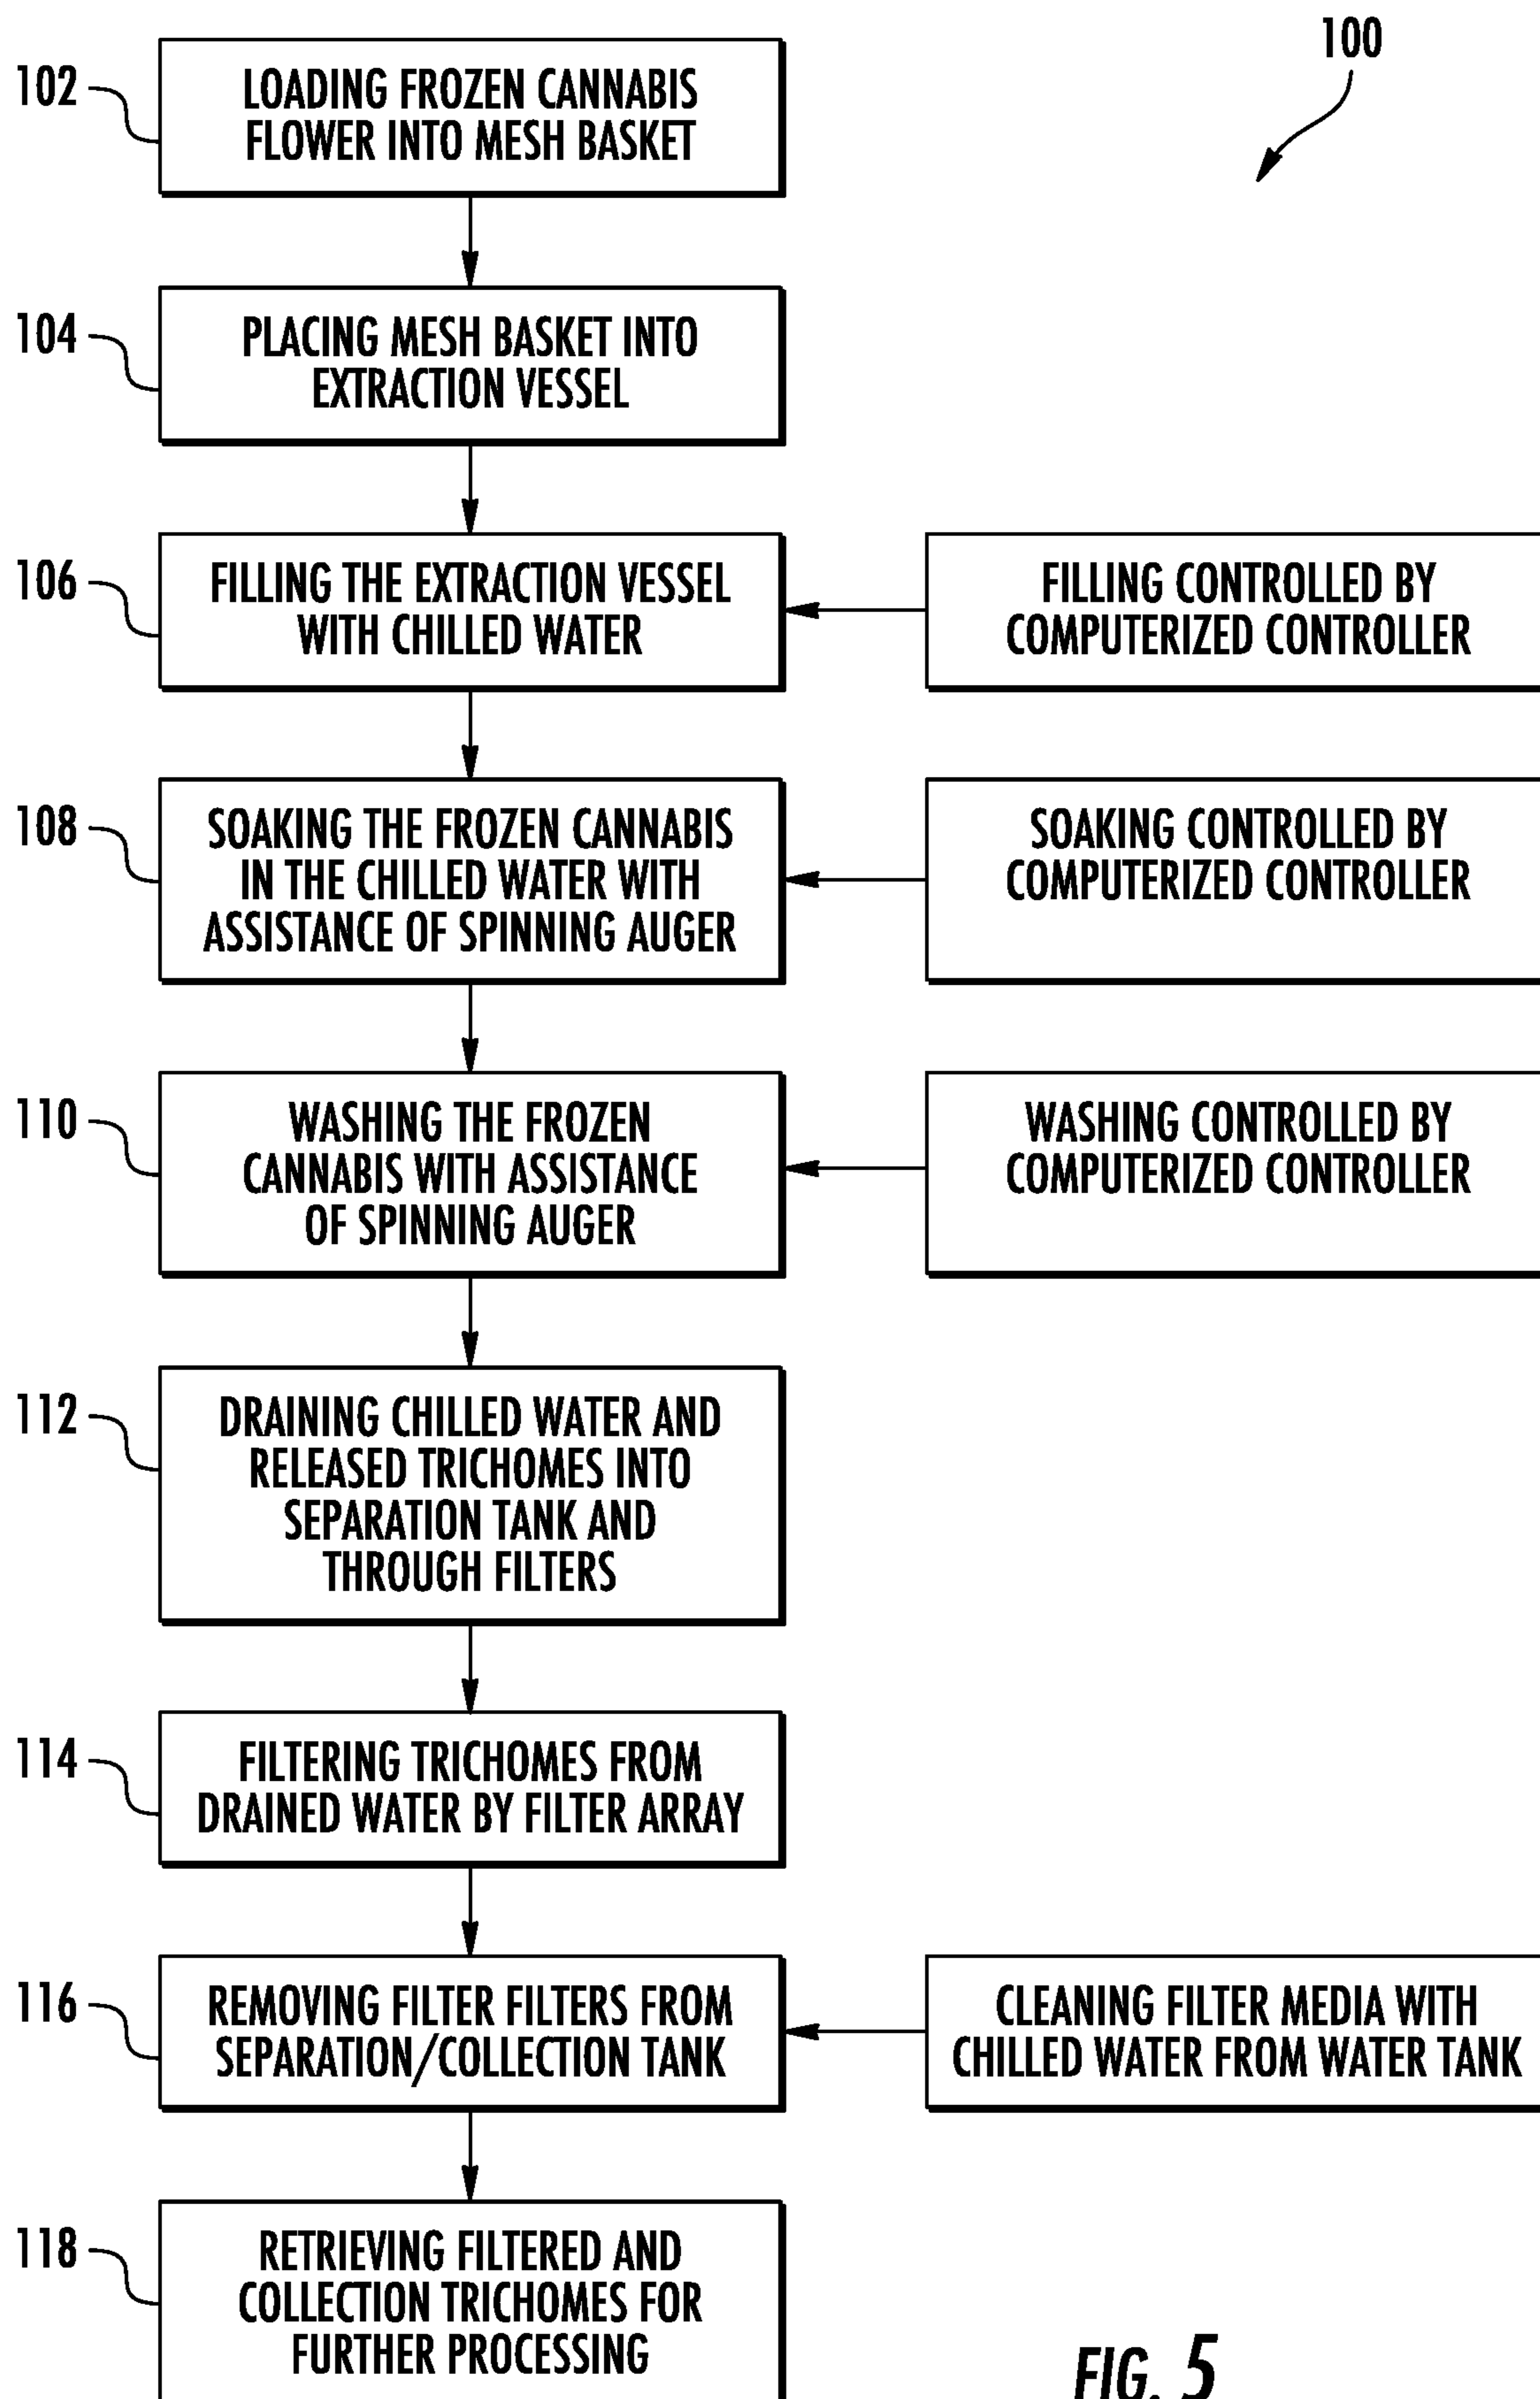 100
102
LOADING FROZEN CANNABIS
FLOWER INTO MESH BASKET
104
PLACING MESH BASKET INTO
EXTRACTION VESSEL
106
FILLING THE EXTRACTION VESSEL
WITH CHILLED WATER
FILLING CONTROLLED BY
COMPUTERIZED CONTROLLER
108
SOAKING THE FROZEN CANNABIS
IN THE CHILLED WATER WITH
ASSISTANCE OF SPINNING AUGER
SOAKING CONTROLLED BY
COMPUTERIZED CONTROLLER
110
WASHING THE FROZEN
CANNABIS WITH ASSISTANCE
OF SPINNING AUGER
WASHING CONTROLLED BY
COMPUTERIZED CONTROLLER
112
DRAINING CHILLED WATER AND
RELEASED TRICHOMES INTO
SEPARATION TANK AND
THROUGH FILTERS
114
FILTERING TRICHOMES FROM
DRAINED WATER BY FILTER ARRAY
116
REMOVING FILTER FILTERS FROM
SEPARATION/COLLECTION TANK
CLEANING FILTER MEDIA WITH
CHILLED WATER FROM WATER TANK
118
RETRIEVING FILTERED AND
COLLECTION TRICHOMES FOR
FURTHER PROCESSING
FIG. 5